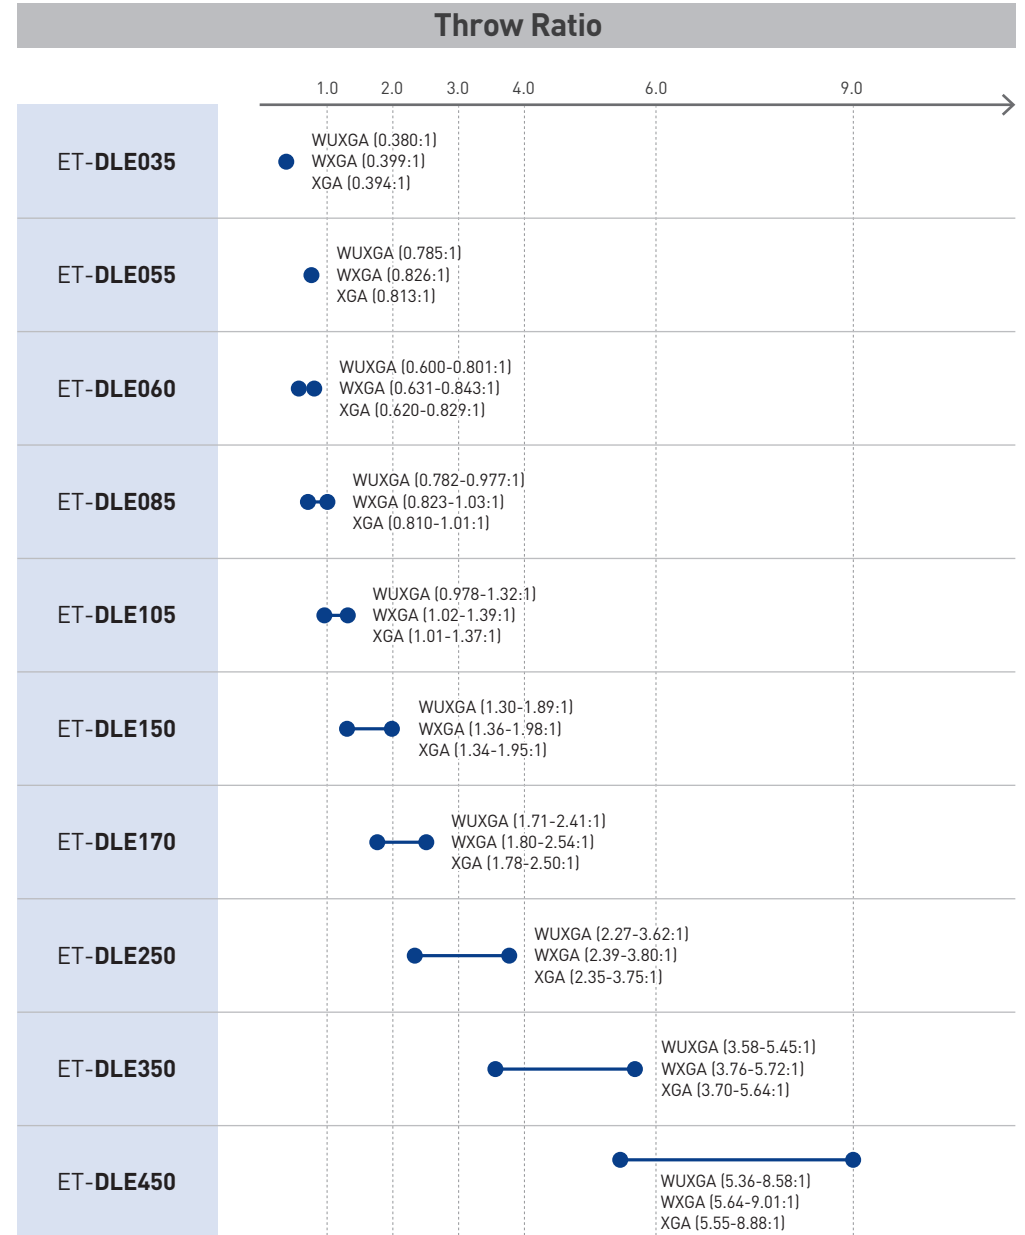 Throw Ratio
1.0 2.0 3.0 4.0 6.0 9.0
ET-DLE035
WUXGA (0.380:1)
WXGA (0.399:1)
XGA (0.394:1)
ET-DLE055
WUXGA (0.785:1)
WXGA (0.826:1)
XGA (0.813:1)
ET-DLE060
WUXGA (0.600-0.801:1)
WXGA (0.631-0.843:1)
XGA (0.620-0.829:1)
ET-DLE085
WUXGA (0.782-0.977:1)
WXGA (0.823-1.03:1)
XGA (0.810-1.01:1)
ET-DLE105
WUXGA (0.978-1.32:1)
WXGA (1.02-1.39:1)
XGA (1.01-1.37:1)
ET-DLE150
WUXGA (1.30-1.89:1)
WXGA (1.36-1.98:1)
XGA (1.34-1.95:1)
ET-DLE170
WUXGA (1.71-2.41:1)
WXGA (1.80-2.54:1)
XGA (1.78-2.50:1)
ET-DLE250
WUXGA (2.27-3.62:1)
WXGA (2.39-3.80:1)
XGA (2.35-3.75:1)
ET-DLE350
WUXGA (3.58-5.45:1)
WXGA (3.76-5.72:1)
XGA (3.70-5.64:1)
ET-DLE450
WUXGA (5.36-8.58:1)
WXGA (5.64-9.01:1)
XGA (5.55-8.88:1)